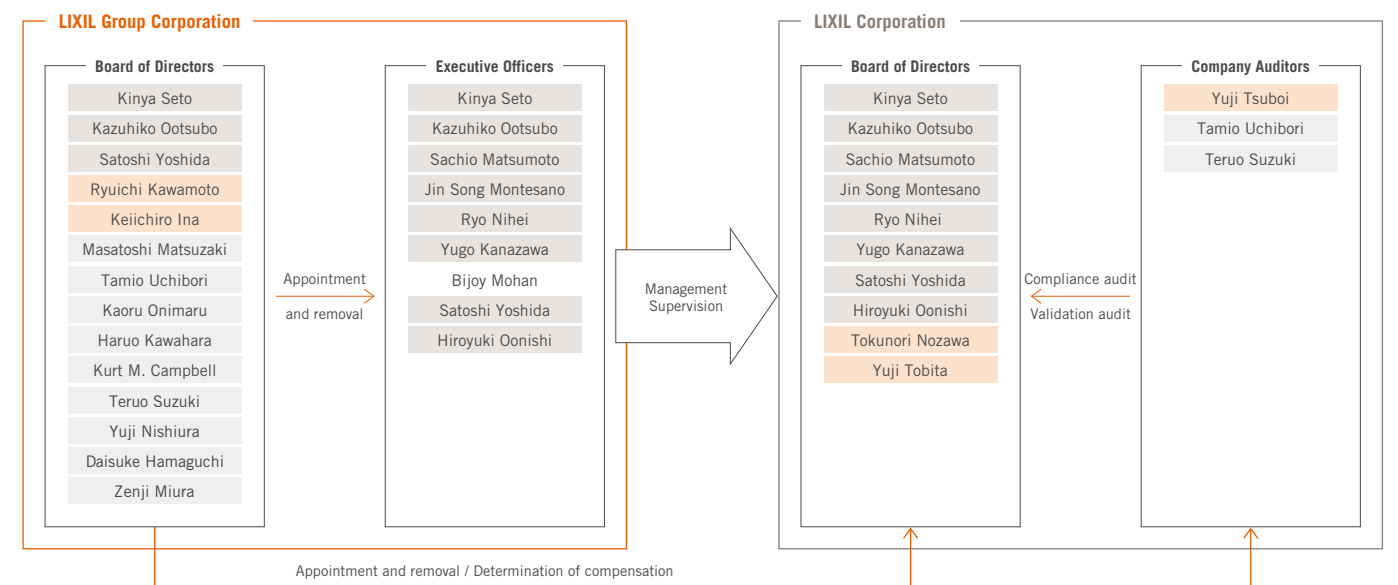 LIXIL Group Corporation
Board of Directors
Kinya Seto
Kazuhiko Ootsubo
Satoshi Yoshida
Ryuichi Kawamoto
Keiichiro Ina
Masatoshi Matsuzaki
Tamio Uchibori
Kaoru Onimaru
Haruo Kawahara
Kurt M. Campbell
Teruo Suzuki
Yuji Nishiura
Daisuke Hamaguchi
Zenji Miura
Appointment
and removal
Executive Officers
Kinya Seto
Kazuhiko Ootsubo
Sachio Matsumoto
Jin Song Montesano
Ryo Nihei
Yugo Kanazawa
Bijoy Mohan
Satoshi Yoshida
Hiroyuki Oonishi
Management
Supervision
LIXIL Corporation
Board of Directors
Kinya Seto
Kazuhiko Ootsubo
Sachio Matsumoto
Jin Song Montesano
Ryo Nihei
Yugo Kanazawa
Satoshi Yoshida
Hiroyuki Oonishi
Tokunori Nozawa
Yuji Tobita
Compliance audit
Validation audit
Company Auditors
Yuji Tsuboi
Tamio Uchibori
Teruo Suzuki
Appointment and removal / Determination of compensation